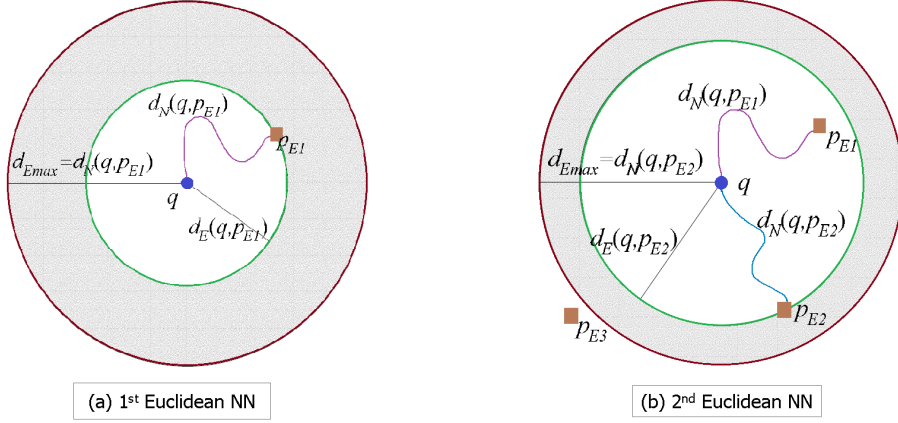 d_N(q,p_E1)
p_E1
d_Emax=d_N(q,p_E1)
q
d_E(q,p_E1)
(a) 1st Euclidean NN
d_N(q,p_E1)
p_E1
d_Emax=d_N(q,p_E2)
q
d_N(q,p_E2)
d_E(q,p_E2)
p_E2
p_E3
(b) 2nd Euclidean NN